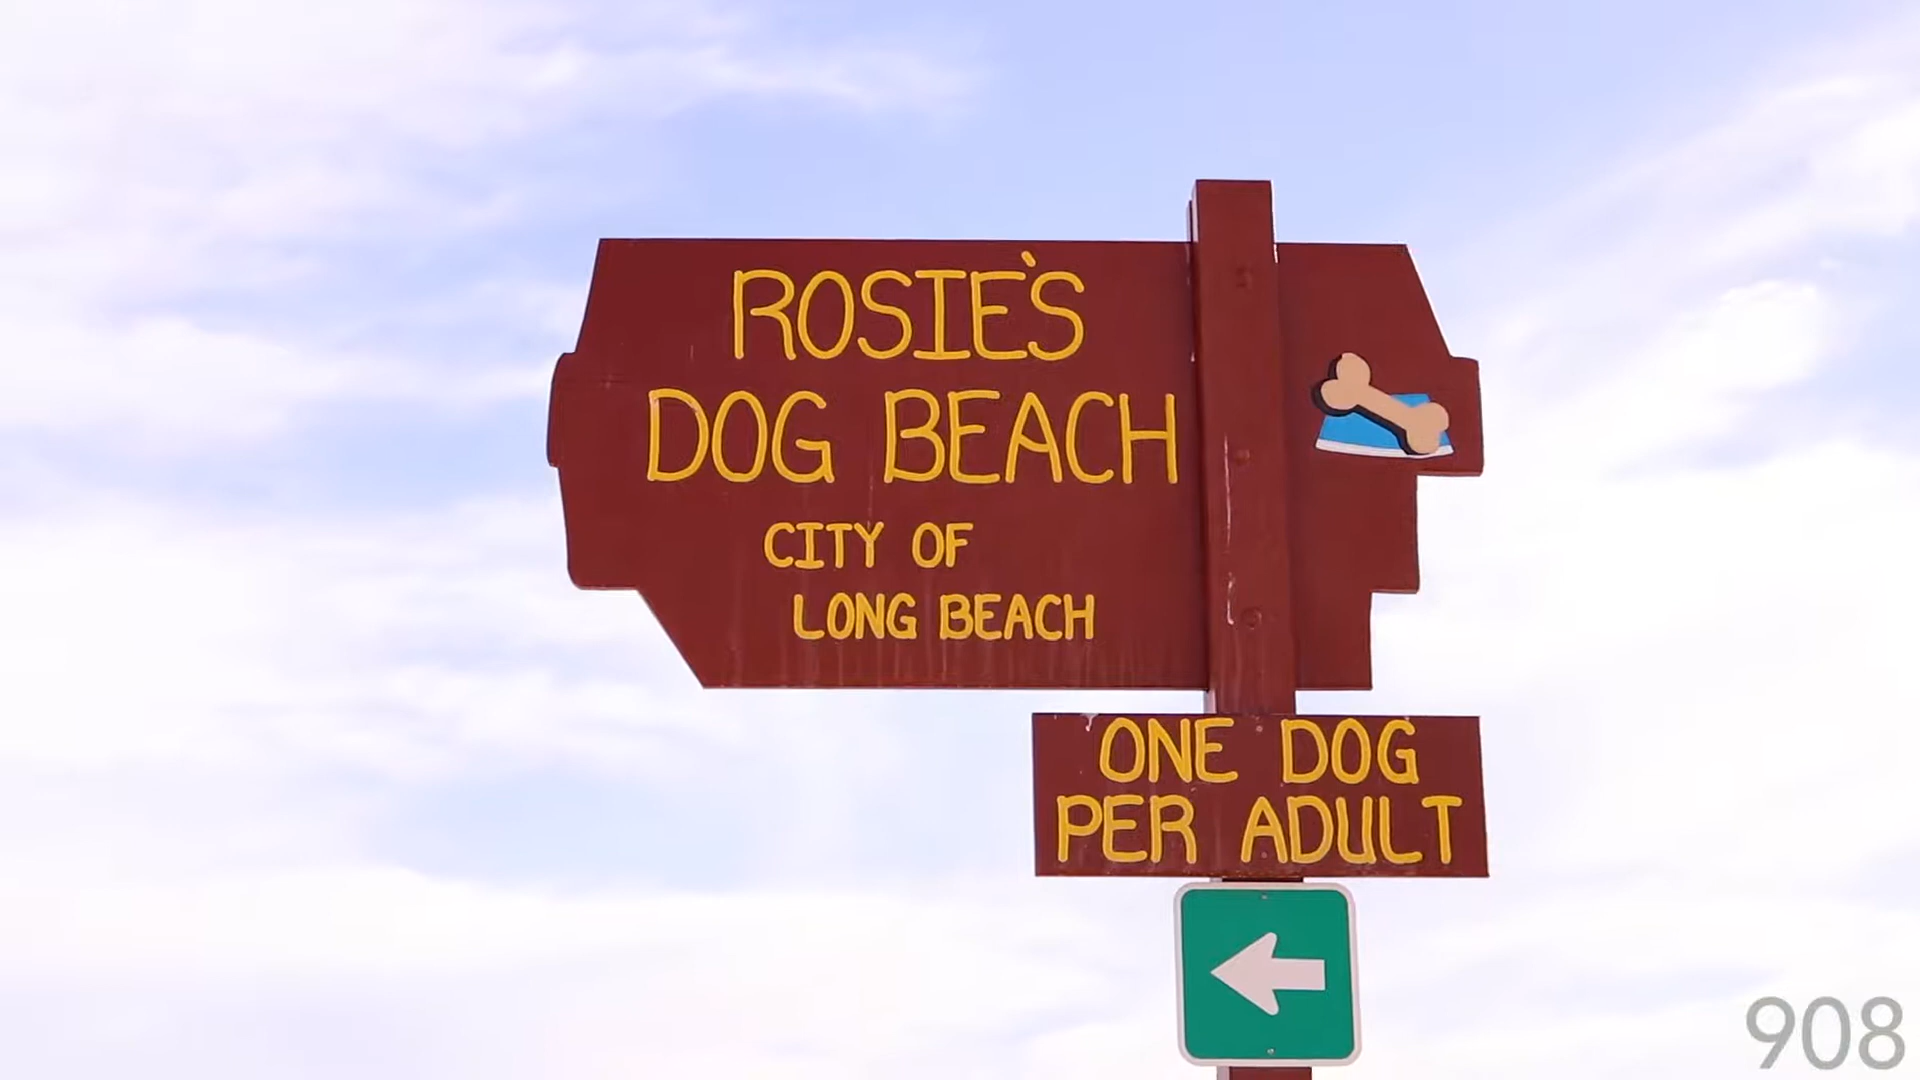 ROSIE'S
DOG BEACH
CITY OF
LONG BEACH
ONE DOG
PER ADULT
908